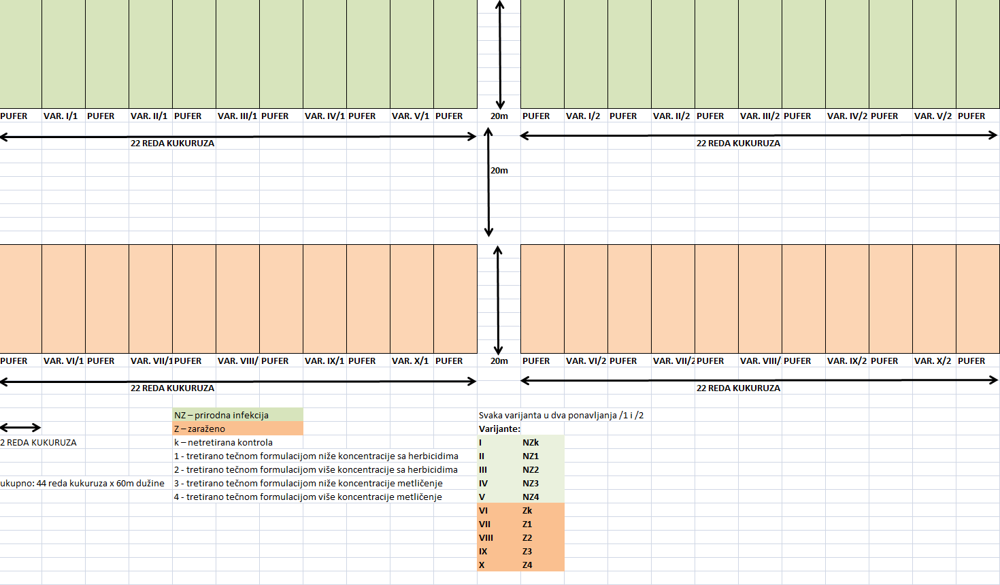 PUFER VAR. I/1 PUFER VAR. II/1 PUFER VAR. III/1 PUFER VAR. IV/1 PUFER VAR. V/1 PUFER 20m PUFER VAR. I/2 PUFER VAR. II/2 PUFER VAR. III/2 PUFER VAR. IV/2 PUFER VAR. V/2 PUFER
22 REDA KUKURUZA 22 REDA KUKURUZA
20m
PUFER VAR. VI/1 PUFER VAR. VII/1 PUFER VAR. VIII/ PUFER VAR. IX/1 PUFER VAR. X/1 PUFER 20m PUFER VAR. VI/2 PUFER VAR. VII/2 PUFER VAR. VIII/ PUFER VAR. IX/2 PUFER VAR. X/2 PUFER
22 REDA KUKURUZA 22 REDA KUKURUZA
NZ – prirodna infekcija Svaka varijanta u dva ponavljanja /1 i /2
Z – zaraženo Varijante:
2 REDA KUKURUZA k – netretirana kontrola I NZk
1 - tretirano tečnom formulacijom niže koncentracije sa herbicidima II NZ1
2 - tretirano tečnom formulacijom više koncentracije sa herbicidima III NZ2
ukupno: 44 reda kukuruza x 60m dužine 3 - tretirano tečnom formulacijom niže koncentracije metličenje IV NZ3
4 - tretirano tečnom formulacijom više koncentracije metličenje V NZ4
VI Zk
VII Z1
VIII Z2
IX Z3
X Z4